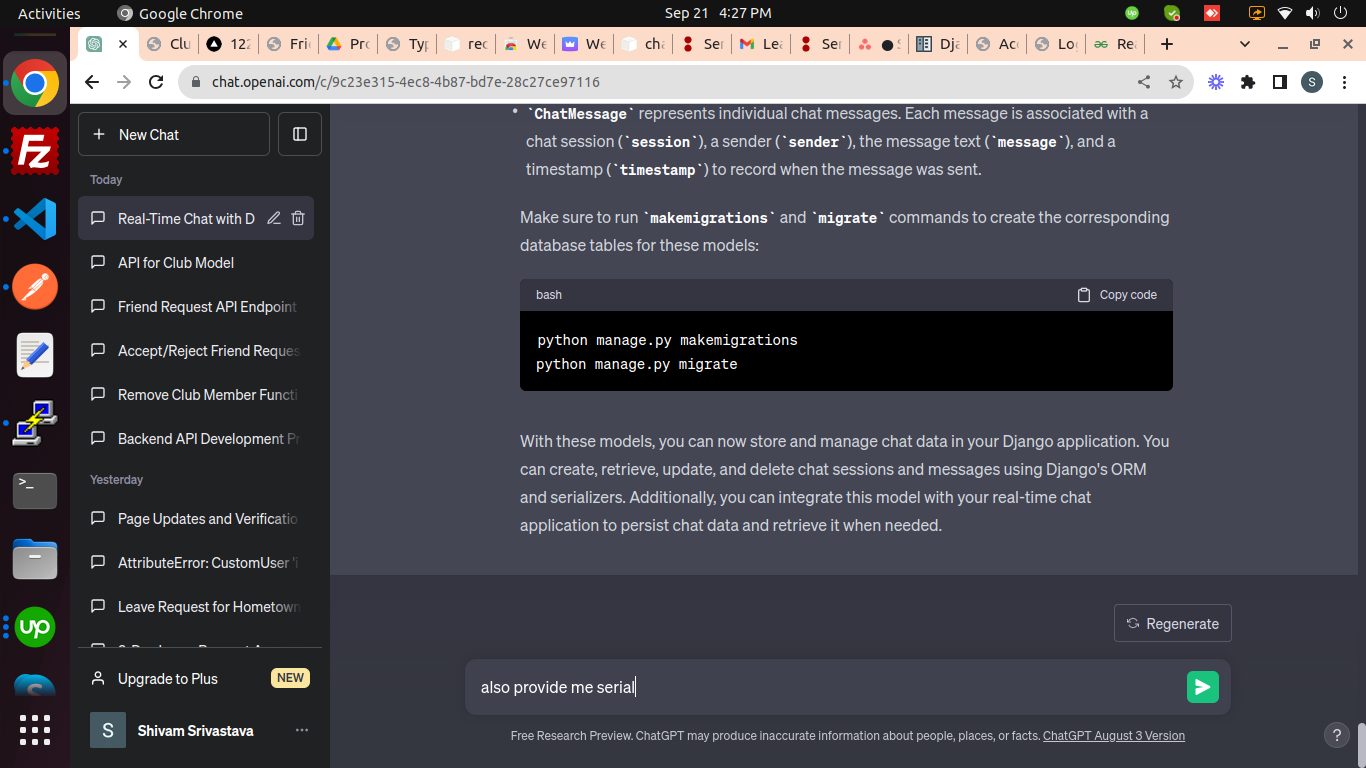 Activities
Google Chrome
Sep 21 4:27 PM
Clu
122
Frie
Pro
Typ
rec
We
We
cha
Ser
Lea
Ser
Dja
Acc
Lo
Rea
chat.openai.com/c/9c23e315-4ec8-4b87-bd7e-28c27ce97116
S
New Chat
Today
Real-Time Chat with D
API for Club Model
Friend Request API Endpoint
Accept/Reject Friend Reques
Remove Club Member Functi
Backend API Development Pr
Yesterday
Page Updates and Verificatio
AttributeError: CustomUser 'i
Leave Request for Hometown
Upgrade to Plus NEW
S Shivam Srivastava
• `ChatMessage` represents individual chat messages. Each message is associated with a
chat session (`session`), a sender (`sender`), the message text (`message`), and a
timestamp (`timestamp`) to record when the message was sent.
Make sure to run `makemigrations` and `migrate` commands to create the corresponding
database tables for these models:
bash Copy code
python manage.py makemigrations
python manage.py migrate
With these models, you can now store and manage chat data in your Django application. You
can create, retrieve, update, and delete chat sessions and messages using Django's ORM
and serializers. Additionally, you can integrate this model with your real-time chat
application to persist chat data and retrieve it when needed.
Regenerate
also provide me serial
Free Research Preview. ChatGPT may produce inaccurate information about people, places, or facts. ChatGPT August 3 Version
?